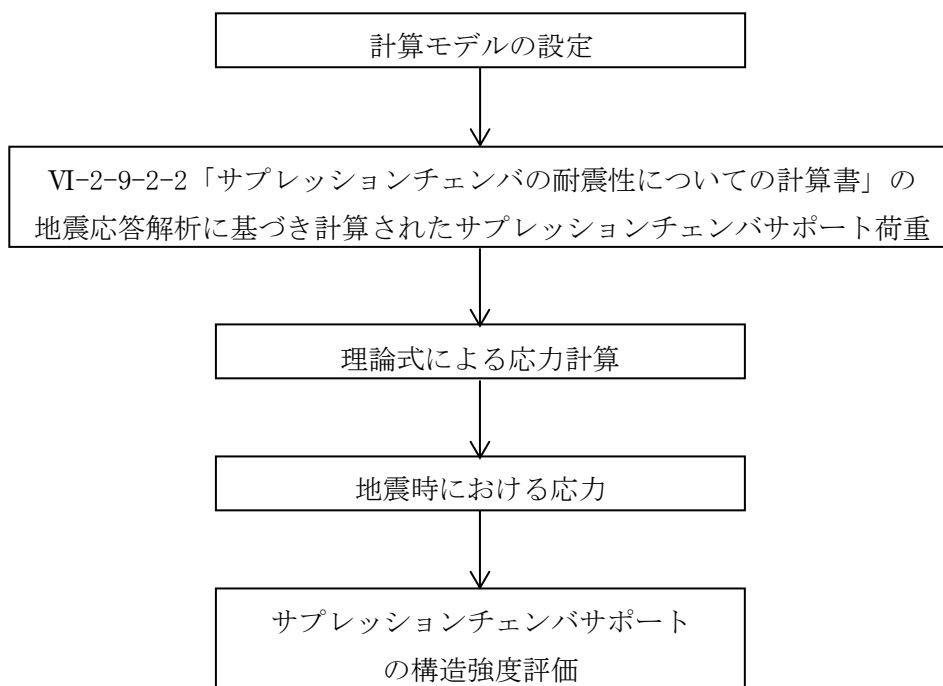 計算モデルの設定
Ⅵ-2-9-2-2「サプレッションチェンバの耐震性についての計算書」の
地震応答解析に基づき計算されたサプレッションチェンバサポート荷重
理論式による応力計算
地震時における応力
サプレッションチェンバサポート
の構造強度評価